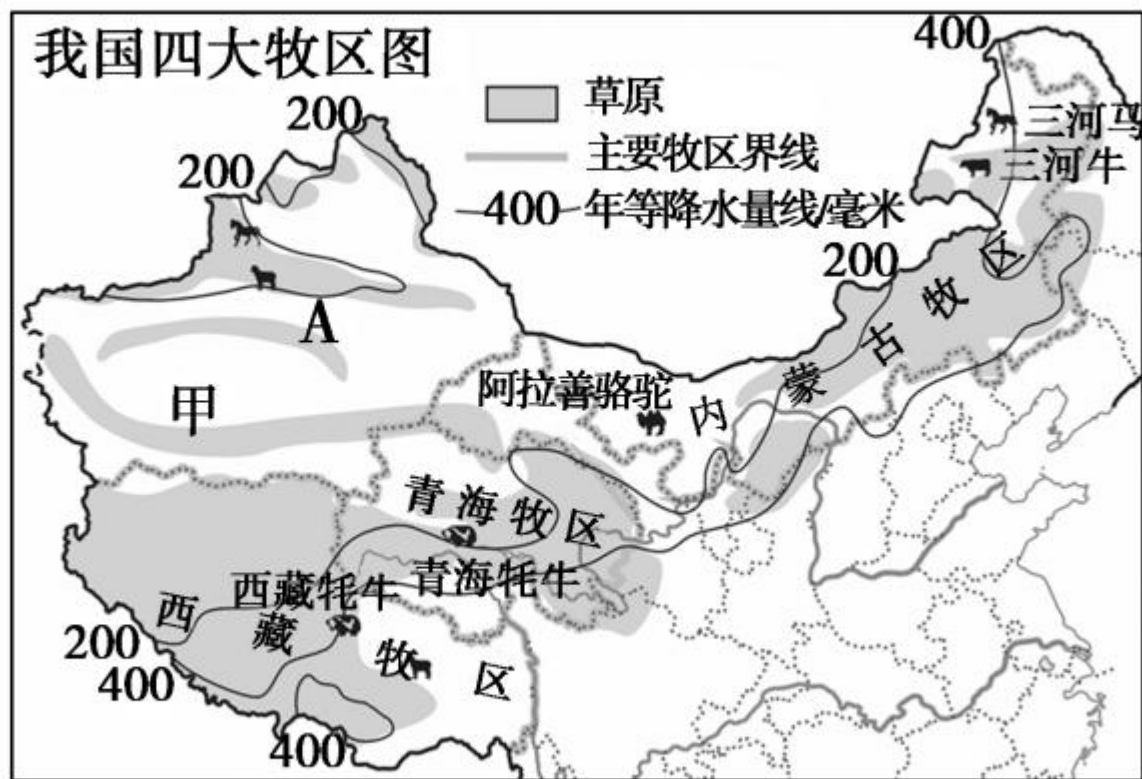 我国四大牧区图
草原
主要牧区界线
400 年等降水量线/毫米
400
三河马
三河牛
200
200
200
内蒙古牧区
A
甲
阿拉善骆驼
青海牧区
青海牦牛
西藏牦牛
西藏牧区
200
400
400